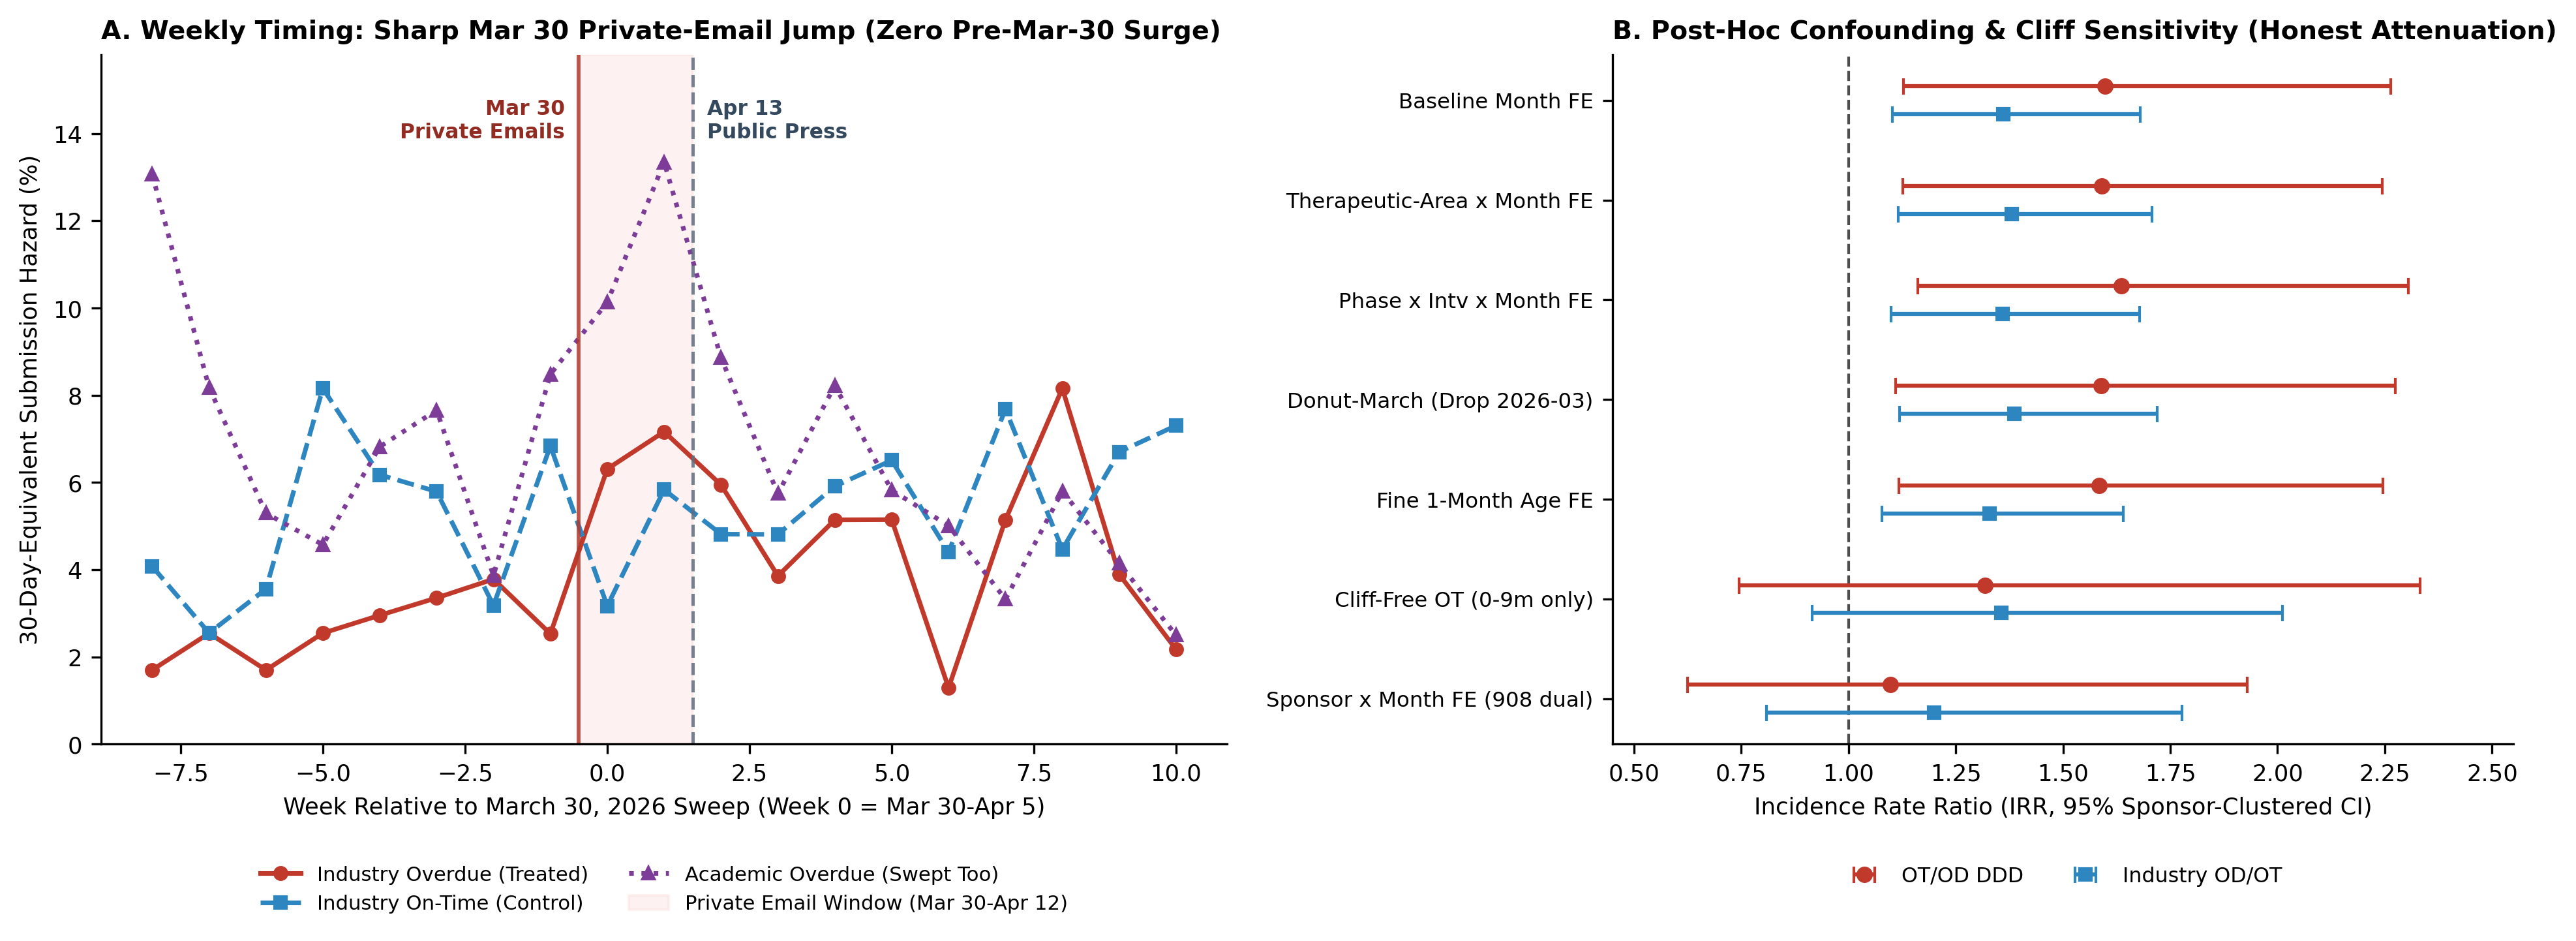 A. Weekly Timing: Sharp Mar 30 Private-Email Jump (Zero Pre-Mar-30 Surge)
30-Day-Equivalent Submission Hazard (%)
14
12
10
8
6
4
2
0
Mar 30
Private Emails
Apr 13
Public Press
−7.5
−5.0
−2.5
0.0
2.5
5.0
7.5
10.0
Week Relative to March 30, 2026 Sweep (Week 0 = Mar 30-Apr 5)
Industry Overdue (Treated)
Industry On-Time (Control)
Academic Overdue (Swept Too)
Private Email Window (Mar 30-Apr 12)
B. Post-Hoc Confounding & Cliff Sensitivity (Honest Attenuation)
Baseline Month FE
Therapeutic-Area x Month FE
Phase x Intv x Month FE
Donut-March (Drop 2026-03)
Fine 1-Month Age FE
Cliff-Free OT (0-9m only)
Sponsor x Month FE (908 dual)
0.50
0.75
1.00
1.25
1.50
1.75
2.00
2.25
2.50
Incidence Rate Ratio (IRR, 95% Sponsor-Clustered CI)
OT/OD DDD
Industry OD/OT